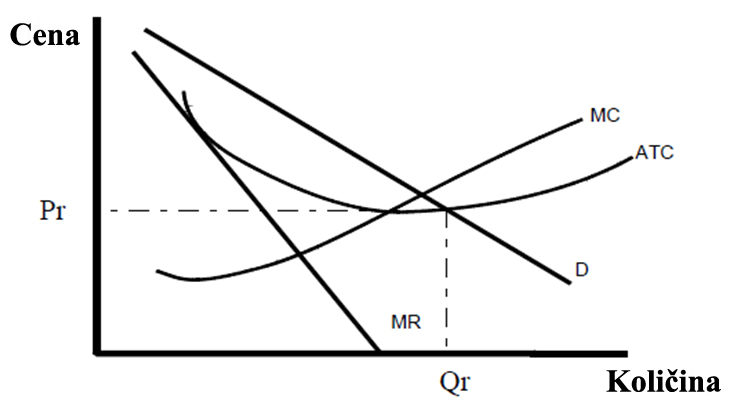 Cena
MC
ATC
Pr
D
MR
Qr
Količina